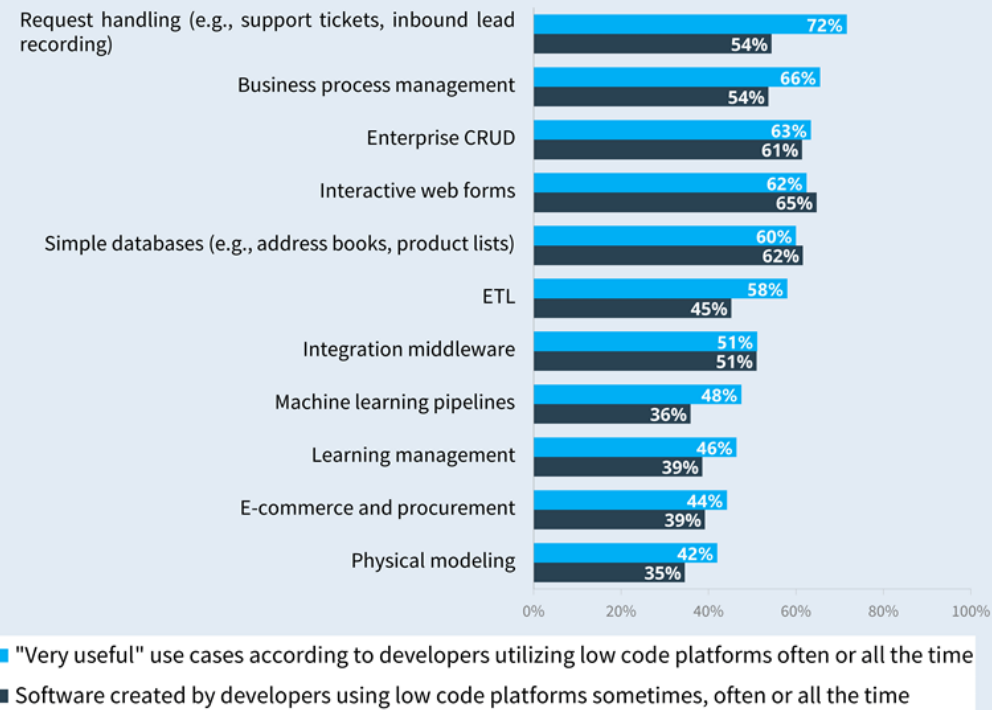 Request handling (e.g., support tickets, inbound lead
recording)
72%
54%
Business process management
66%
54%
Enterprise CRUD
63%
61%
Interactive web forms
62%
65%
Simple databases (e.g., address books, product lists)
60%
62%
ETL
58%
45%
Integration middleware
51%
51%
Machine learning pipelines
48%
36%
Learning management
46%
39%
E-commerce and procurement
44%
39%
Physical modeling
42%
35%
0% 20% 40% 60% 80% 100%
"Very useful" use cases according to developers utilizing low code platforms often or all the time
Software created by developers using low code platforms sometimes, often or all the time